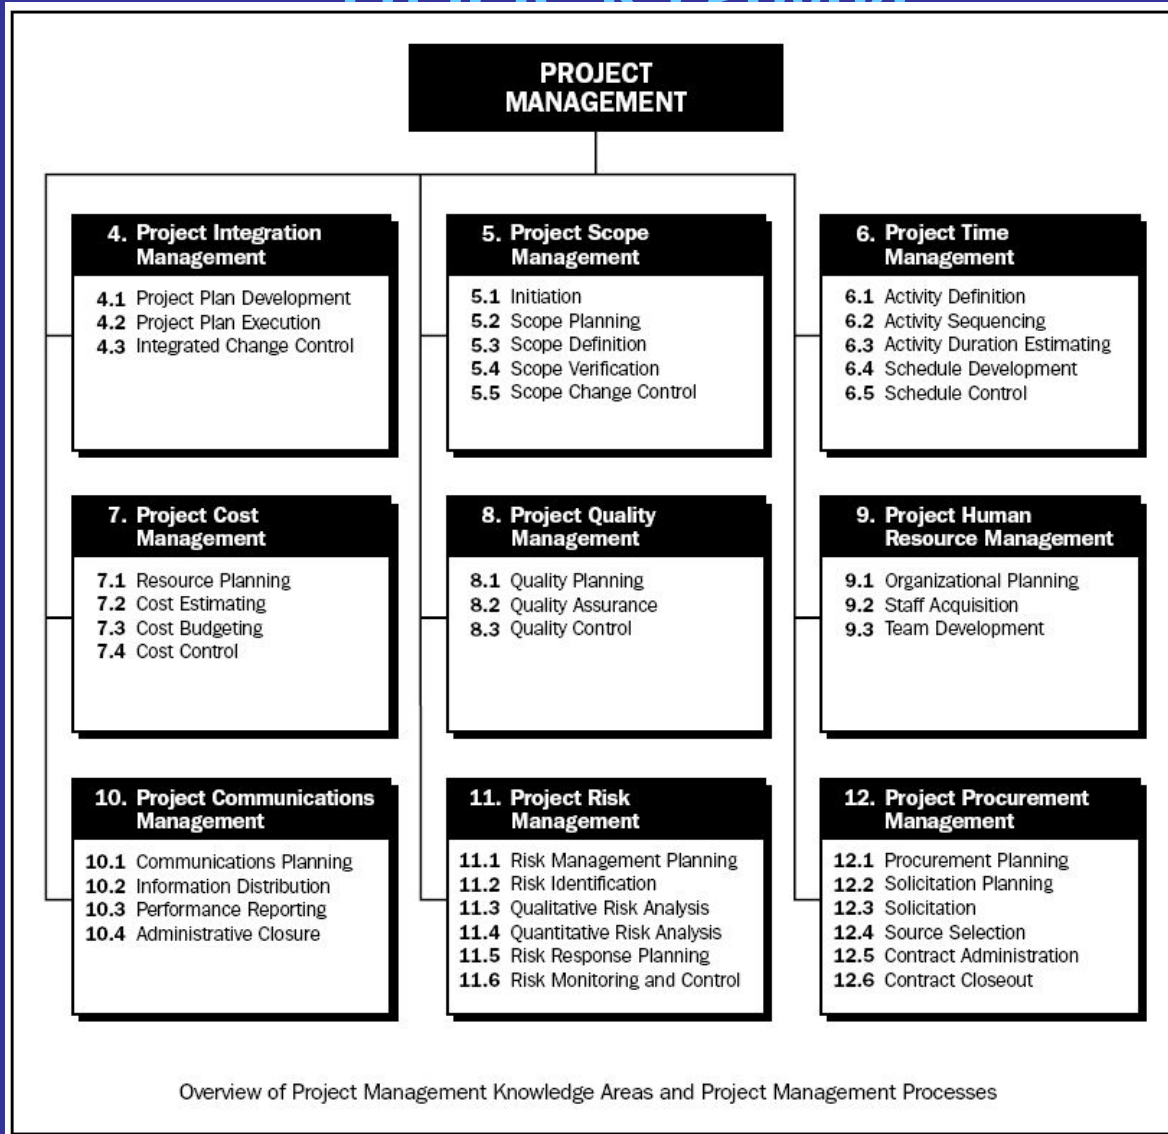 PROJECT
MANAGEMENT
4. Project Integration
Management
4.1 Project Plan Development
4.2 Project Plan Execution
4.3 Integrated Change Control
5. Project Scope
Management
5.1 Initiation
5.2 Scope Planning
5.3 Scope Definition
5.4 Scope Verification
5.5 Scope Change Control
6. Project Time
Management
6.1 Activity Definition
6.2 Activity Sequencing
6.3 Activity Duration Estimating
6.4 Schedule Development
6.5 Schedule Control
7. Project Cost
Management
7.1 Resource Planning
7.2 Cost Estimating
7.3 Cost Budgeting
7.4 Cost Control
8. Project Quality
Management
8.1 Quality Planning
8.2 Quality Assurance
8.3 Quality Control
9. Project Human
Resource Management
9.1 Organizational Planning
9.2 Staff Acquisition
9.3 Team Development
10. Project Communications
Management
10.1 Communications Planning
10.2 Information Distribution
10.3 Performance Reporting
10.4 Administrative Closure
11. Project Risk
Management
11.1 Risk Management Planning
11.2 Risk Identification
11.3 Qualitative Risk Analysis
11.4 Quantitative Risk Analysis
11.5 Risk Response Planning
11.6 Risk Monitoring and Control
12. Project Procurement
Management
12.1 Procurement Planning
12.2 Solicitation Planning
12.3 Solicitation
12.4 Source Selection
12.5 Contract Administration
12.6 Contract Closeout
Overview of Project Management Knowledge Areas and Project Management Processes